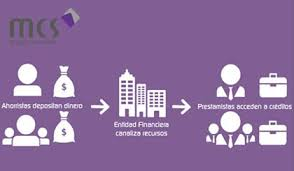 mcs
Ahorristas depositan dinero
Entidad Financiera
canaliza recursos
Prestamistas acceden a créditos
$
$